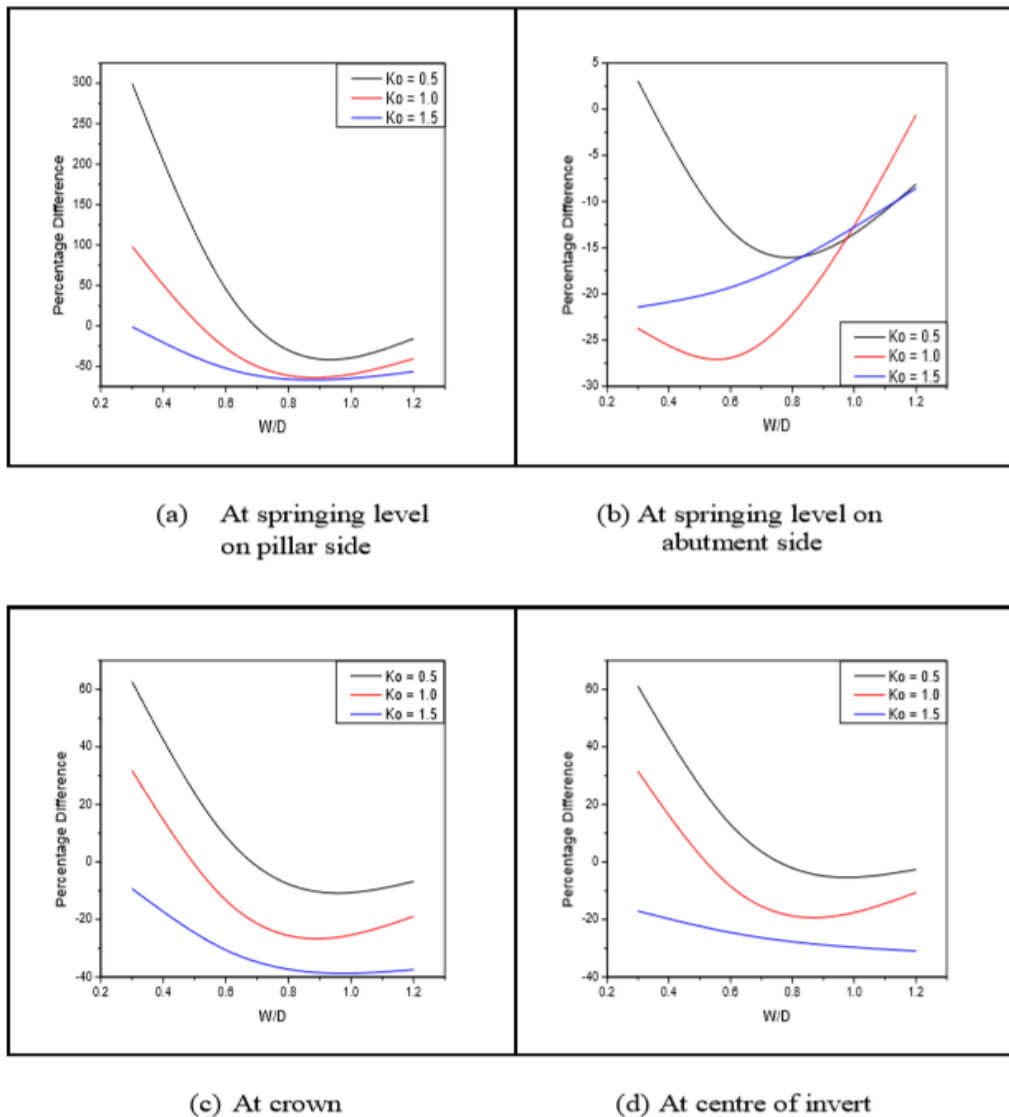 300
250
200
150
100
50
0
-50
Percentage Difference
0.2 0.4 0.6 0.8 1.0 1.2
W/D
Ko = 0.5
Ko = 1.0
Ko = 1.5
5
0
-5
-10
-15
-20
-25
-30
Percentage Difference
0.2 0.4 0.6 0.8 1.0 1.2
W/D
Ko = 0.5
Ko = 1.0
Ko = 1.5
(a) At springing level
on pillar side
(b) At springing level on
abutment side
60
40
20
0
-20
-40
Percentage Difference
0.2 0.4 0.6 0.8 1.0 1.2
W/D
Ko = 0.5
Ko = 1.0
Ko = 1.5
60
40
20
0
-20
-40
Percentage Difference
0.2 0.4 0.6 0.8 1.0 1.2
W/D
Ko = 0.5
Ko = 1.0
Ko = 1.5
(c) At crown
(d) At centre of invert